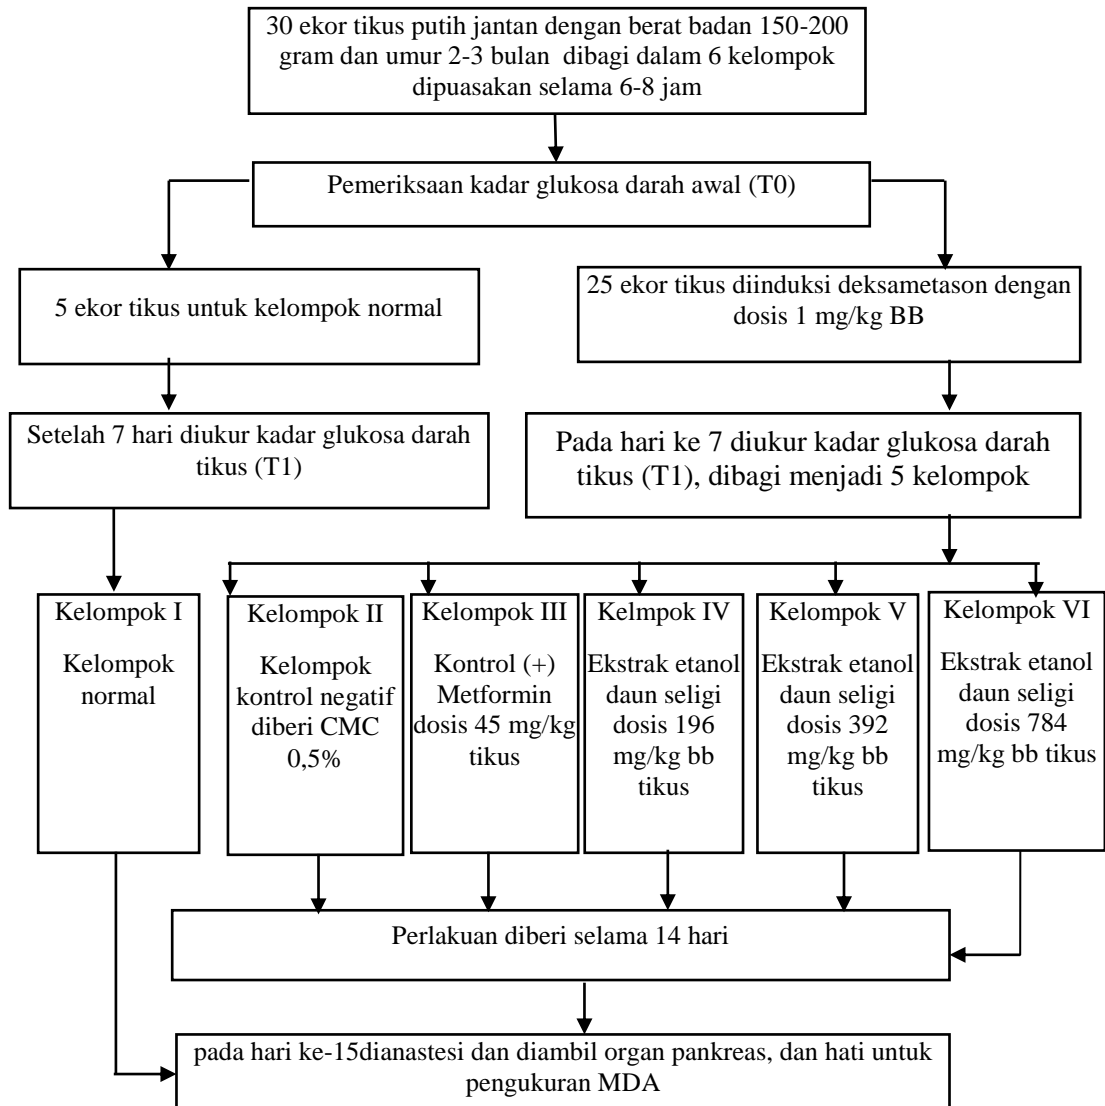 30 ekor tikus putih jantan dengan berat badan 150-200
gram dan umur 2-3 bulan dibagi dalam 6 kelompok
dipuasakan selama 6-8 jam
Pemeriksaan kadar glukosa darah awal (T0)
5 ekor tikus untuk kelompok normal
25 ekor tikus diinduksi deksametason dengan
dosis 1 mg/kg BB
Setelah 7 hari diukur kadar glukosa darah
tikus (T1)
Pada hari ke 7 diukur kadar glukosa darah
tikus (T1), dibagi menjadi 5 kelompok
Kelompok I
Kelompok
normal
Kelompok II
Kelompok
kontrol negatif
diberi CMC
0,5%
Kelompok III
Kontrol (+)
Metformin
dosis 45 mg/kg
tikus
Kelmpok IV
Ekstrak etanol
daun seligi
dosis 196
mg/kg bb
tikus
Kelompok V
Ekstrak etanol
daun seligi
dosis 392
mg/kg bb
tikus
Kelompok VI
Ekstrak etanol
daun seligi
dosis 784
mg/kg bb tikus
Perlakuan diberi selama 14 hari
pada hari ke-15dianastesi dan diambil organ pankreas, dan hati untuk
pengukuran MDA